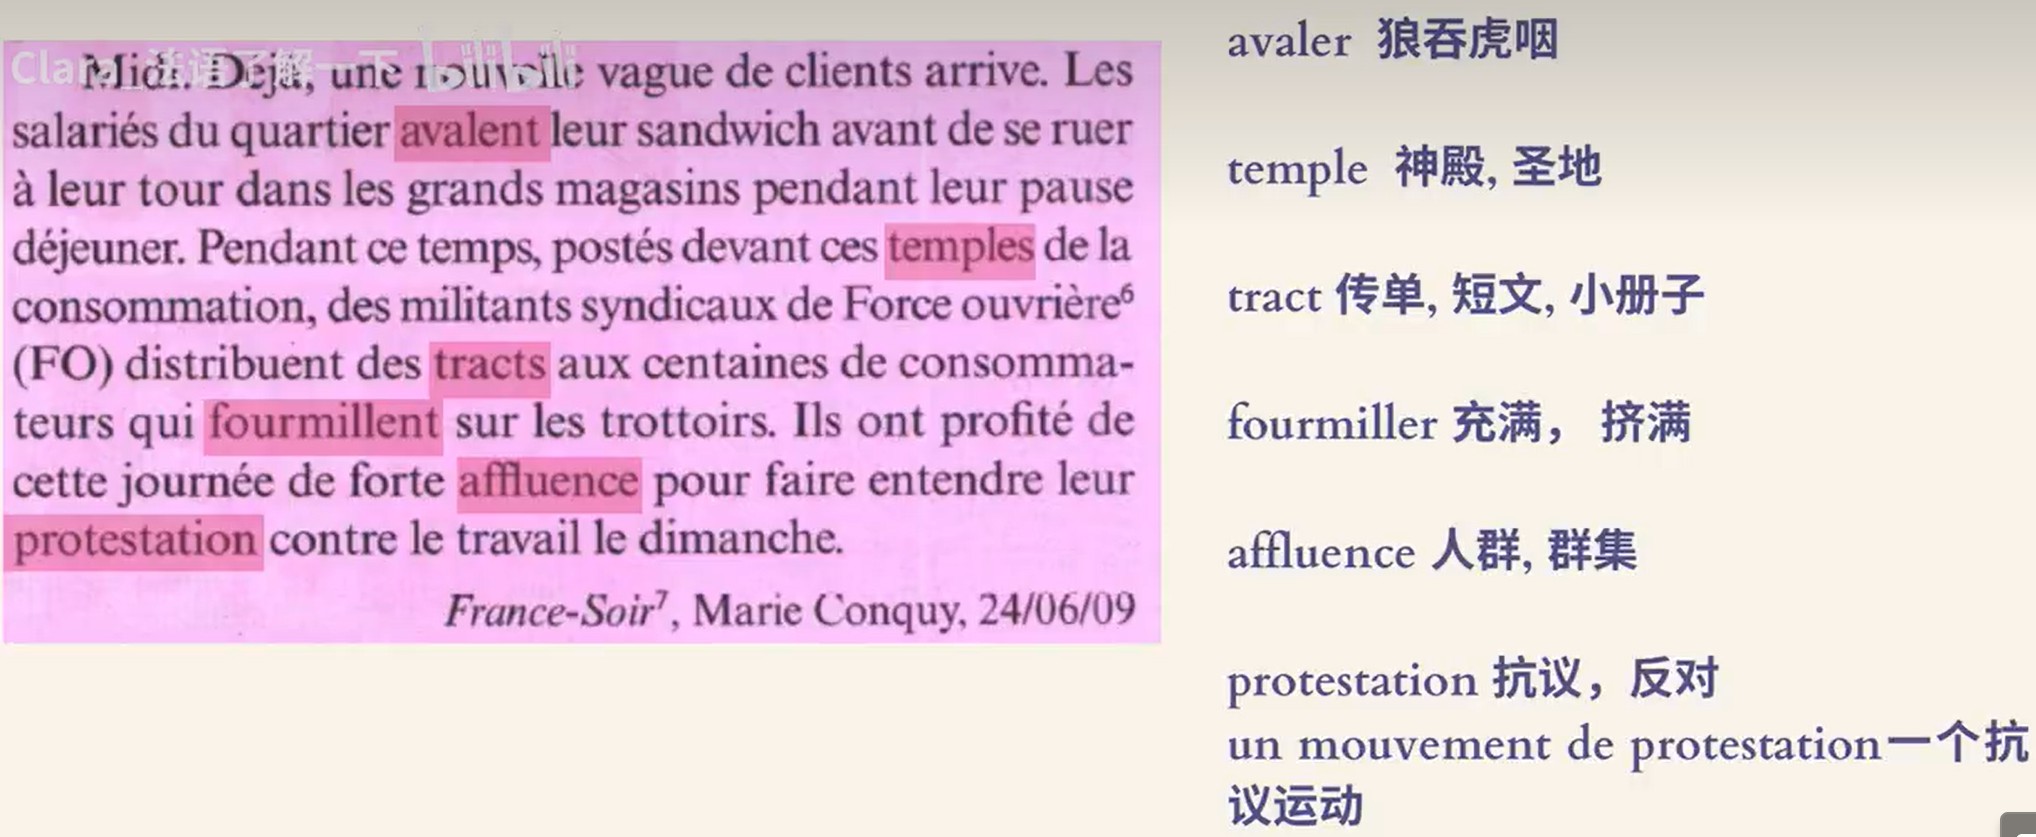 Clara_法语了解一下 bilibili
Midi. Déjà, une nouvelle vague de clients arrive. Les
salariés du quartier avalent leur sandwich avant de se ruer
à leur tour dans les grands magasins pendant leur pause
déjeuner. Pendant ce temps, postés devant ces temples de la
consommation, des militants syndicaux de Force ouvrière⁶
(FO) distribuent des tracts aux centaines de consomma-
teurs qui fourmillent sur les trottoirs. Ils ont profité de
cette journée de forte affluence pour faire entendre leur
protestation contre le travail le dimanche.
France-Soir⁷, Marie Conquy, 24/06/09
avaler 狼吞虎咽
temple 神殿, 圣地
tract 传单, 短文, 小册子
fourmiller 充满， 挤满
affluence 人群, 群集
protestation 抗议，反对
un mouvement de protestation一个抗
议运动